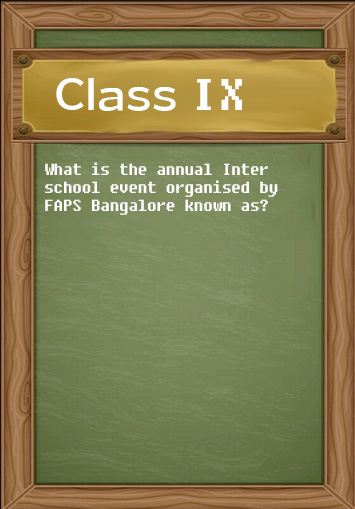 Class IX
What is the annual Inter
school event organised by
FAPS Bangalore known as?